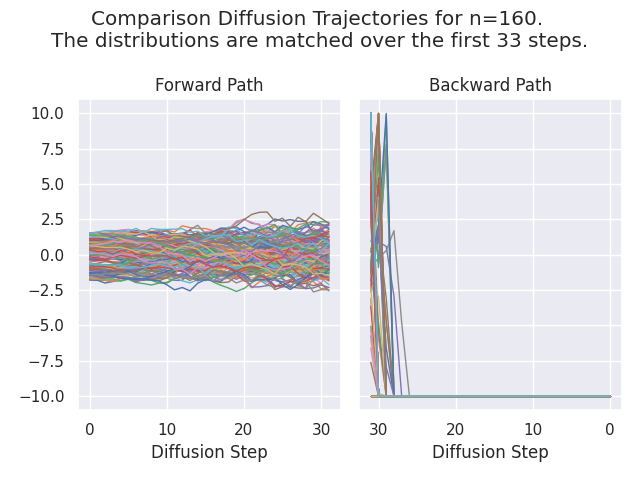 Comparison Diffusion Trajectories for n=160.
The distributions are matched over the first 33 steps.
Forward Path
Backward Path
10.0
7.5
5.0
2.5
0.0
−2.5
−5.0
−7.5
−10.0
0 10 20 30
30 20 10 0
Diffusion Step
Diffusion Step